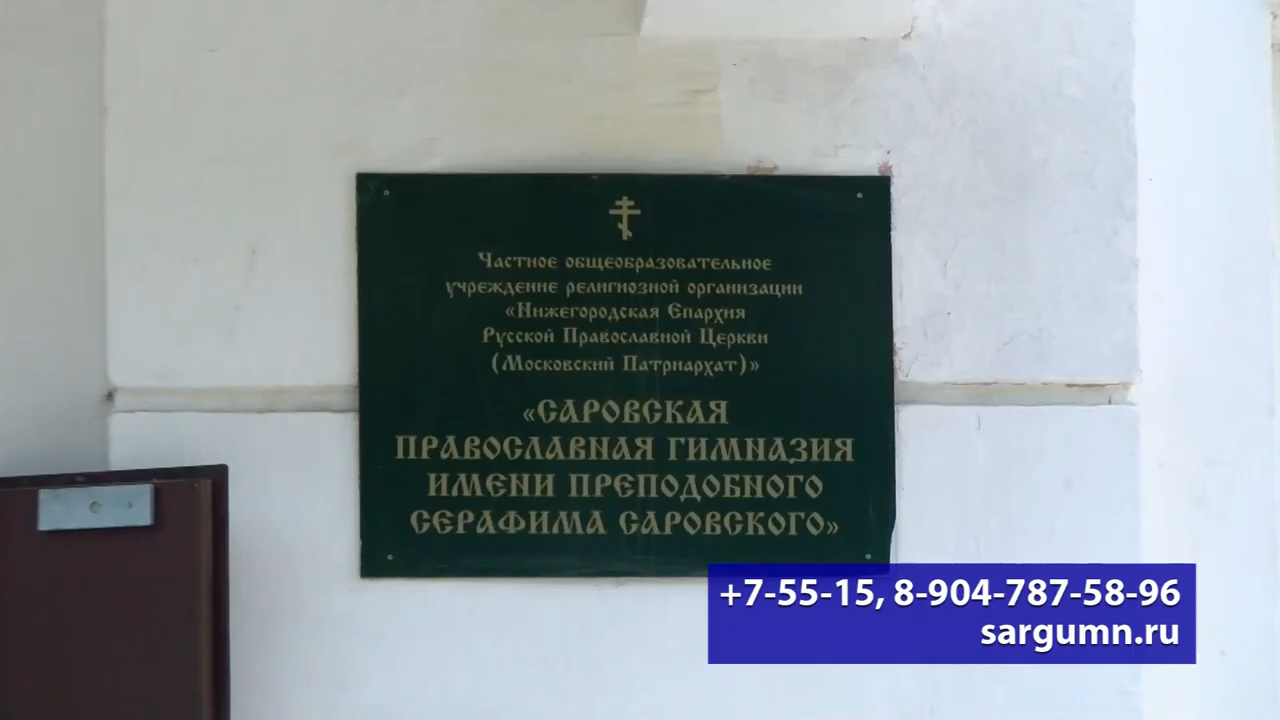 Частное общеобразовательное
учреждение религиозной организации
«Нижегородская Епархия
Русской Православной Церкви
(Московский Патриархат)»
«САРОВСКАЯ
ПРАВОСЛАВНАЯ ГИМНАЗИЯ
ИМЕНИ ПРЕПОДОБНОГО
СЕРАФИМА САРОВСКОГО»
+7-55-15, 8-904-787-58-96
sargumn.ru